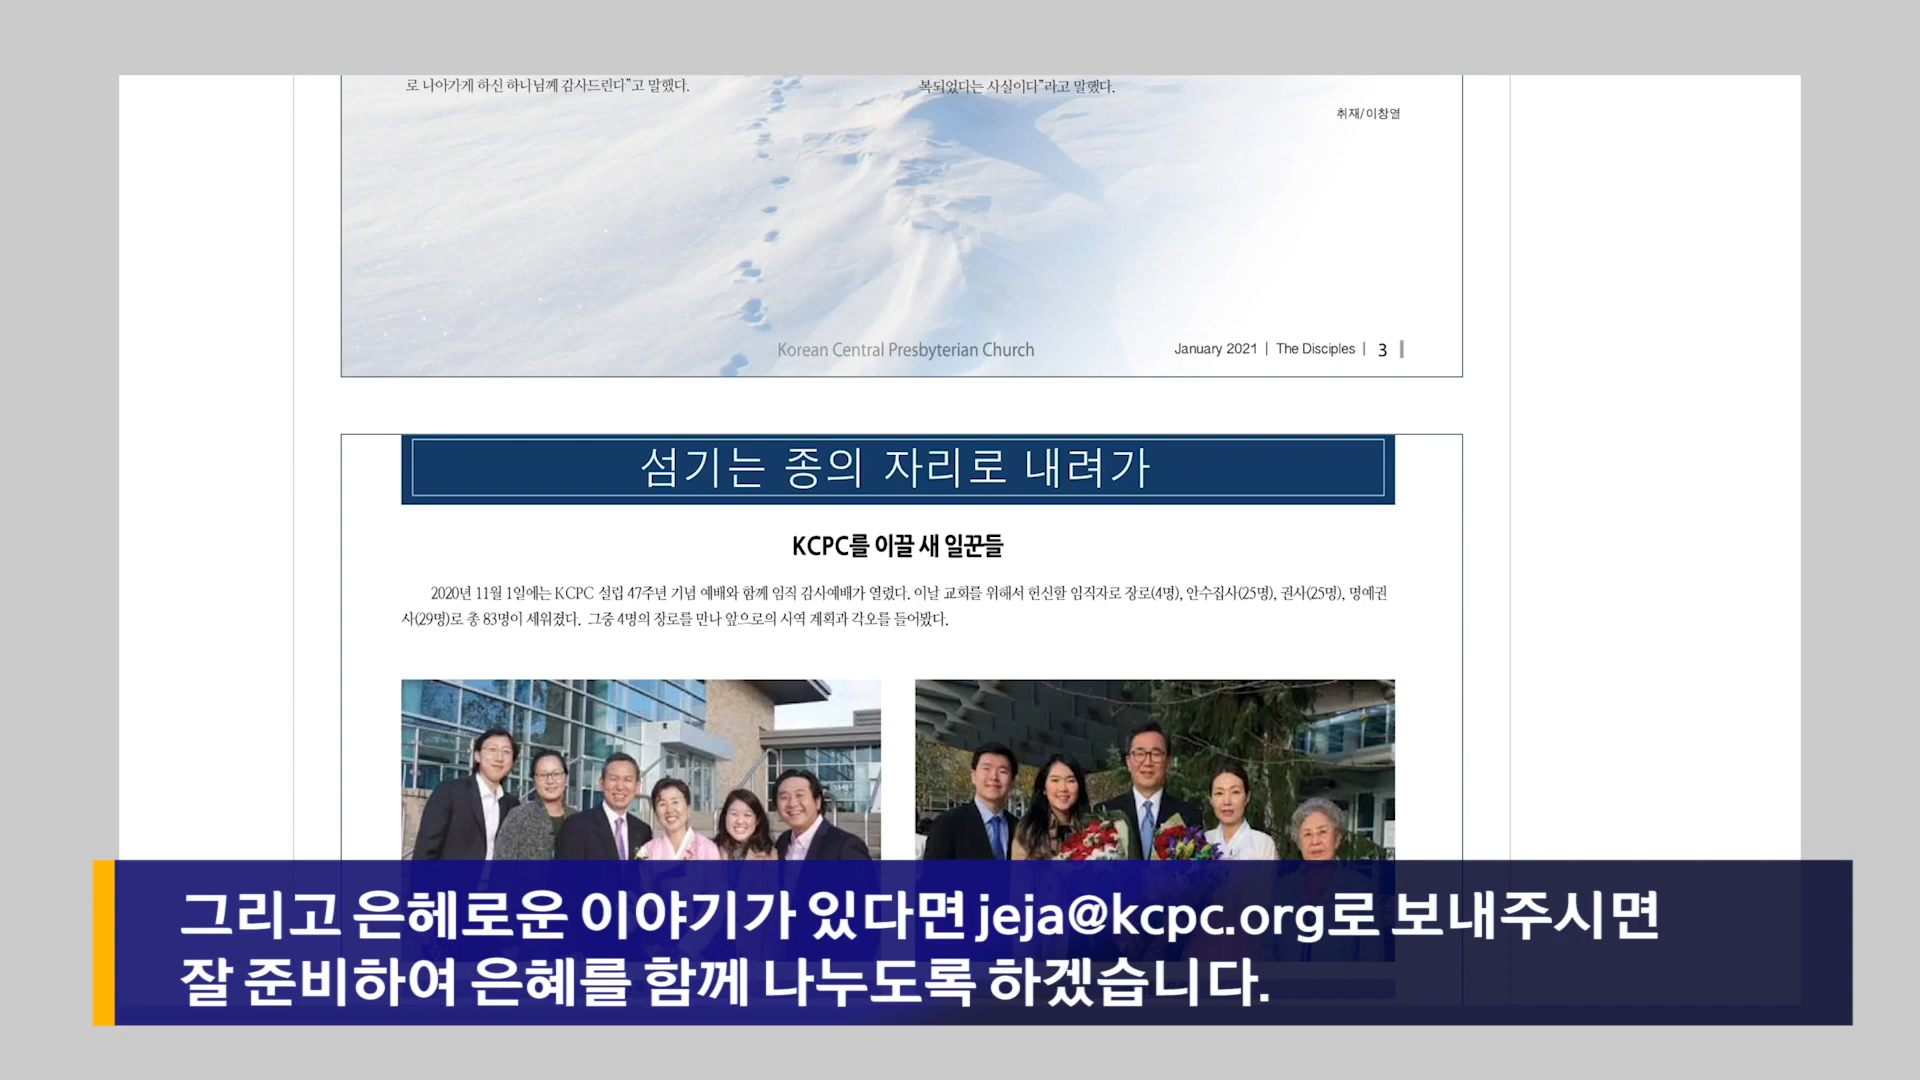 로 나아가게 하신 하나님께 감사드린다”고 말했다.
복되었다는 사실이다”라고 말했다.
취재/이창열
Korean Central Presbyterian Church
January 2021 | The Disciples | 3
섬기는 종의 자리로 내려가
KCPC를 이끌 새 일꾼들
2020년 11월 1일에는 KCPC 설립 47주년 기념 예배와 함께 임직 감사예배가 열렸다. 이날 교회를 위해서 헌신할 임직자로 장로(4명), 안수집사(25명), 권사(25명), 명예권
사(29명)로 총 83명이 세워졌다. 그중 4명의 장로를 만나 앞으로의 사역 계획과 각오를 들어봤다.
그리고 은헤로운 이야기가 있다면 jeja@kcpc.org로 보내주시면
잘 준비하여 은혜를 함께 나누도록 하겠습니다.